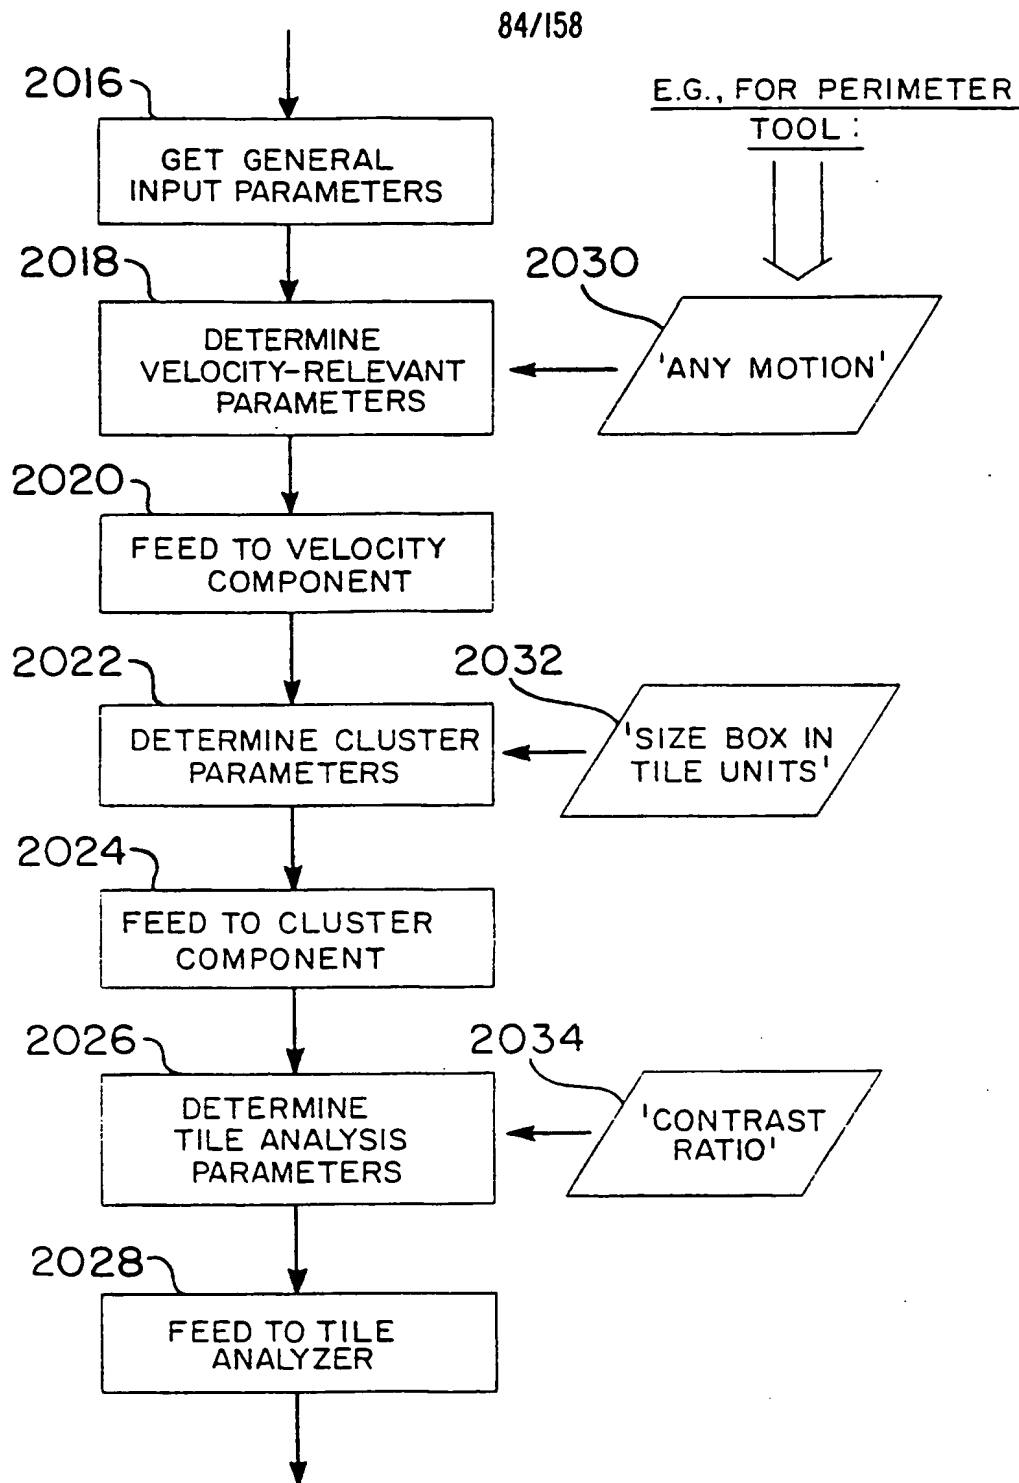 84/158
2016
GET GENERAL
INPUT PARAMETERS
E.G., FOR PERIMETER
TOOL:
2018
DETERMINE
VELOCITY-RELEVANT
PARAMETERS
2030
'ANY MOTION'
2020
FEED TO VELOCITY
COMPONENT
2022
DETERMINE CLUSTER
PARAMETERS
2032
'SIZE BOX IN
TILE UNITS'
2024
FEED TO CLUSTER
COMPONENT
2026
DETERMINE
TILE ANALYSIS
PARAMETERS
2034
'CONTRAST
RATIO'
2028
FEED TO TILE
ANALYZER